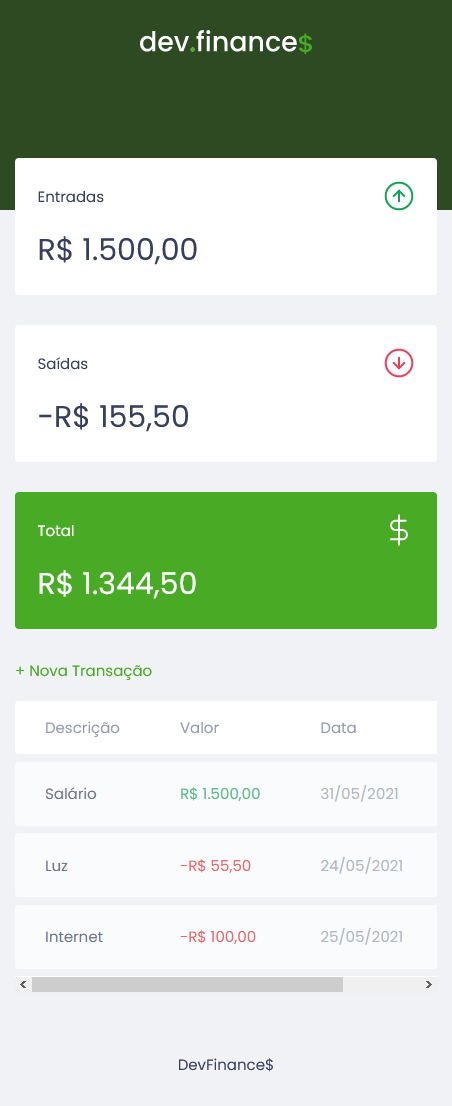 dev.finance$
Entradas
R$ 1.500,00
Saídas
-R$ 155,50
Total
$
R$ 1.344,50
+ Nova Transação
Descrição Valor Data
Salário R$ 1.500,00 31/05/2021
Luz -R$ 55,50 24/05/2021
Internet -R$ 100,00 25/05/2021
DevFinance$